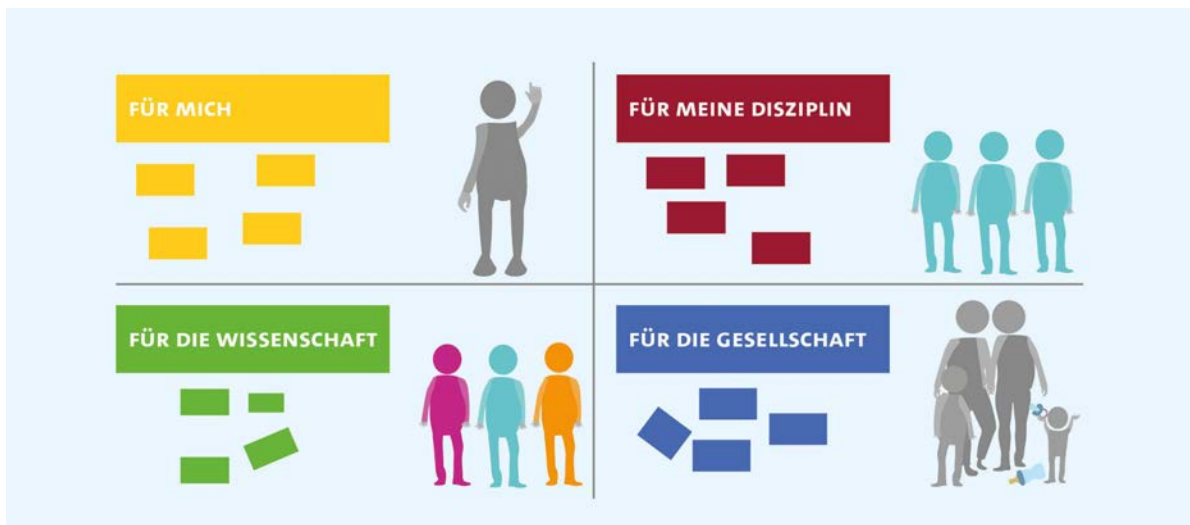 FÜR MICH
FÜR MEINE DISZIPLIN
FÜR DIE WISSENSCHAFT
FÜR DIE GESELLSCHAFT